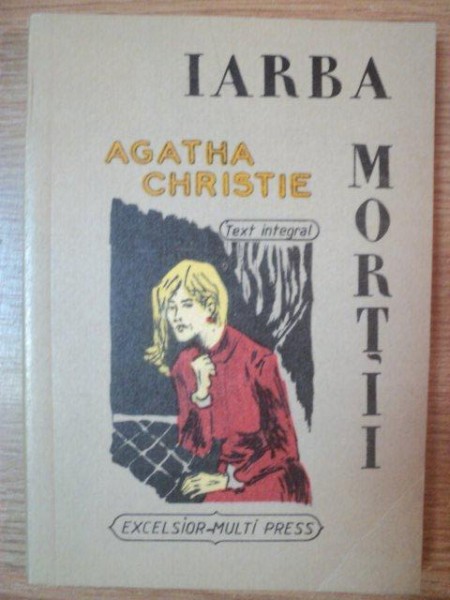 IARBA
MORȚII
AGATHA
CHRISTIE
Text integral
EXCELSIOR-MULTI PRESS